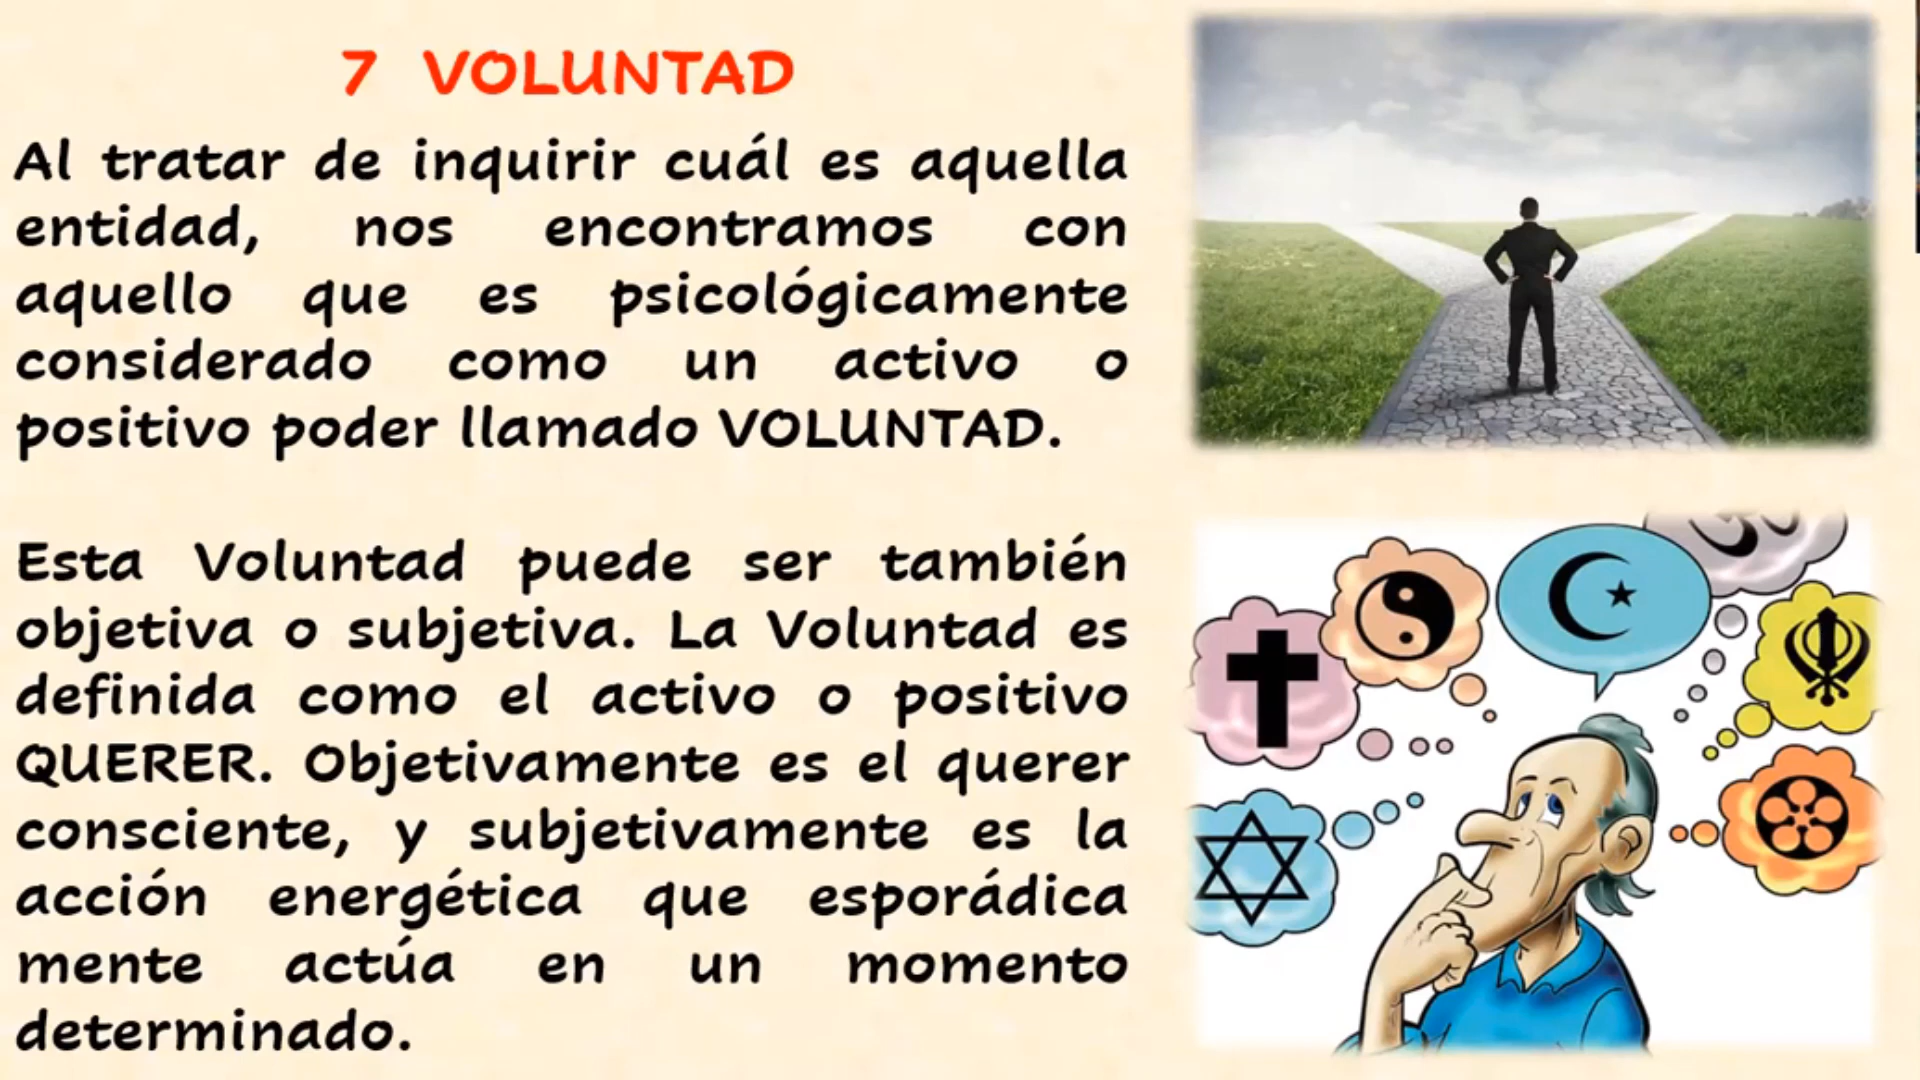 7 VOLUNTAD
Al tratar de inquirir cuál es aquella
entidad, nos encontramos con
aquello que es psicológicamente
considerado como un activo o
positivo poder llamado VOLUNTAD.
Esta Voluntad puede ser también
objetiva o subjetiva. La Voluntad es
definida como el activo o positivo
QUERER. Objetivamente es el querer
consciente, y subjetivamente es la
acción energética que esporádica
mente actúa en un momento
determinado.